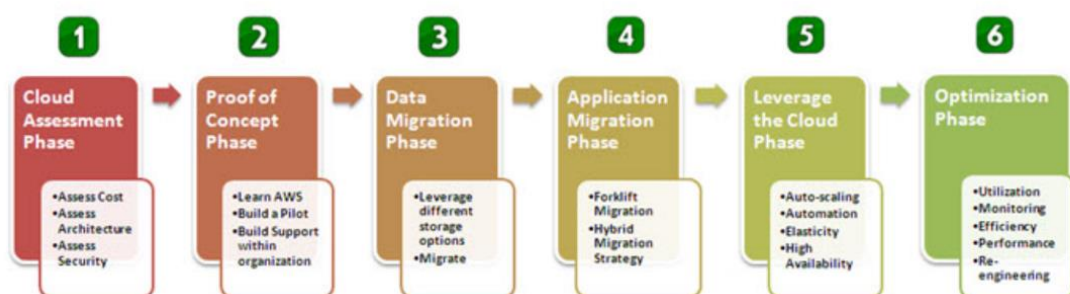 1
2
3
4
5
6
Cloud
Assessment
Phase
•Assess Cost
•Assess
Architecture
•Assess
Security
Proof of
Concept
Phase
•Learn AWS
•Build a Pilot
•Build Support
within
organization
Data
Migration
Phase
•Leverage
different
storage
options
•Migrate
Application
Migration
Phase
•Forklift
Migration
•Hybrid
Migration
Strategy
Leverage
the Cloud
Phase
•Auto-scaling
•Automation
•Elasticity
•High
Availability
Optimization
Phase
•Utilization
•Monitoring
•Efficiency
•Performance
•Re-
engineering